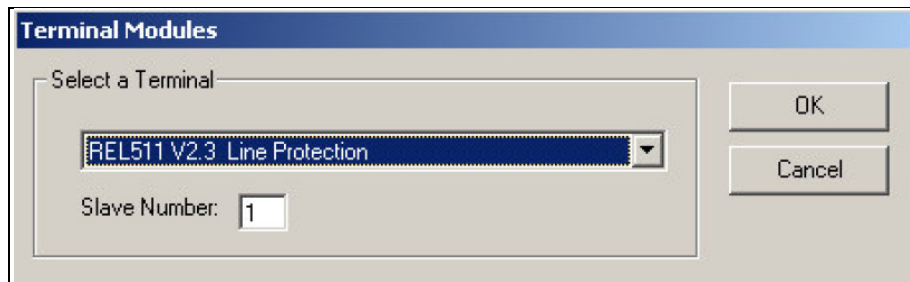 Terminal Modules
Select a Terminal
OK
REL511 V2.3 Line Protection
Cancel
Slave Number: 1